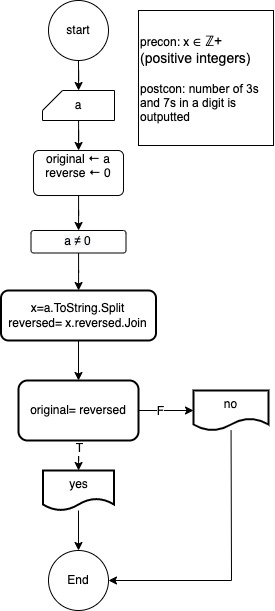 start
precon: x ∈ ℤ+
(positive integers)
postcon: number of 3s
and 7s in a digit is
outputted
a
original ← a
reverse ← 0
a ≠ 0
x=a.ToString.Split
reversed= x.reversed.Join
original= reversed
F
no
T
yes
End